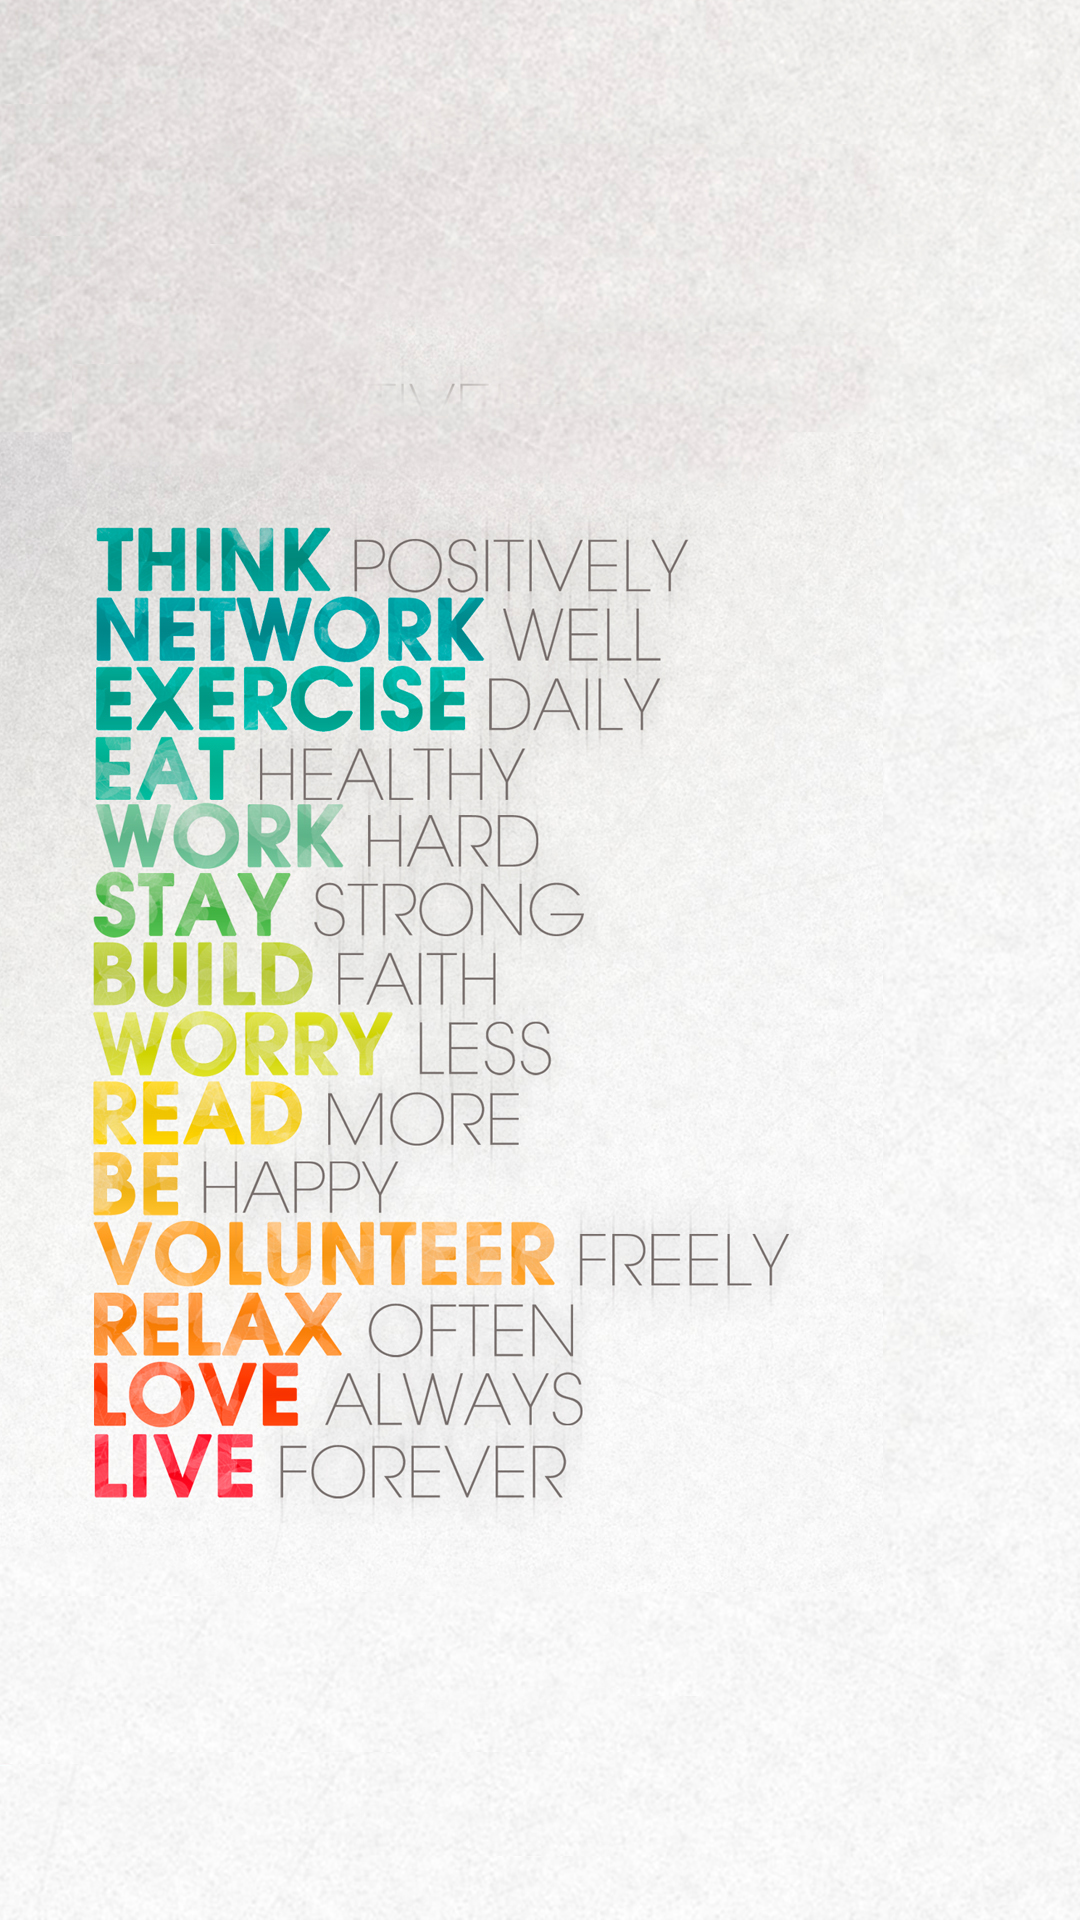 THINK POSITIVELY
NETWORK WELL
EXERCISE DAILY
EAT HEALTHY
WORK HARD
STAY STRONG
BUILD FAITH
WORRY LESS
READ MORE
BE HAPPY
VOLUNTEER FREELY
RELAX OFTEN
LOVE ALWAYS
LIVE FOREVER